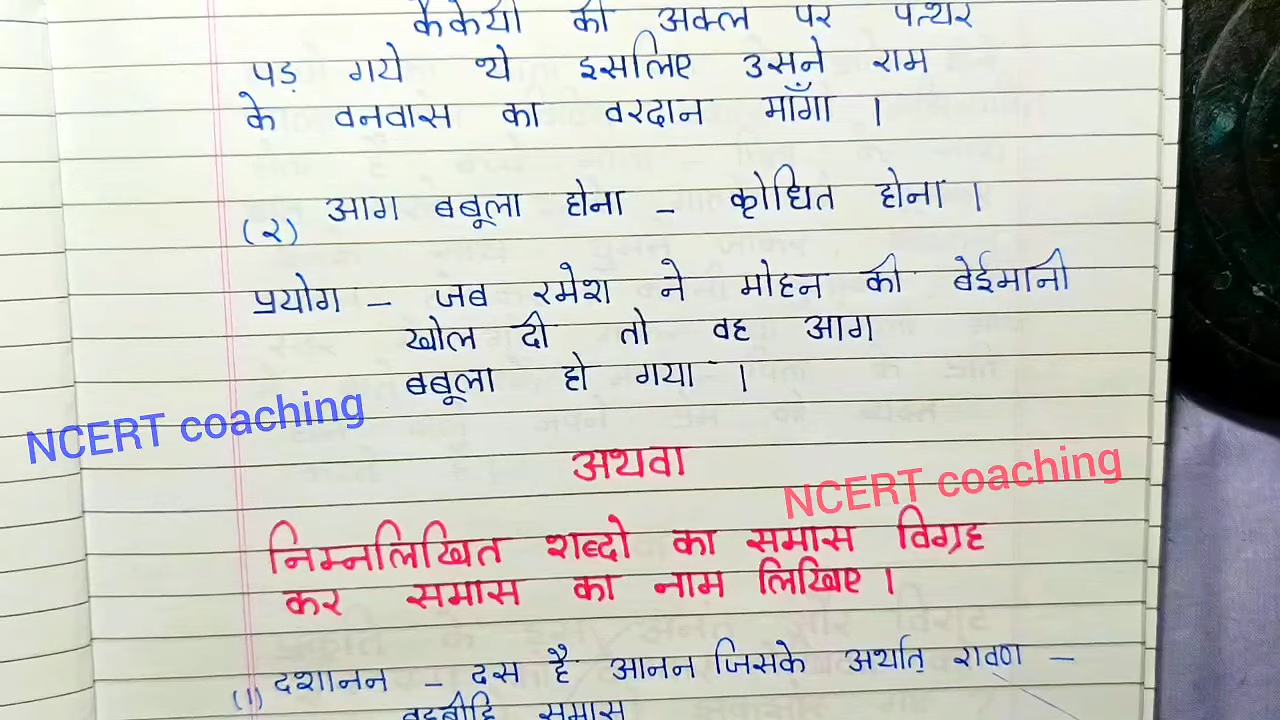 कैकेयी की अक्ल पर पत्थर
पड़ गये थे इसलिए उसने राम
के वनवास का वरदान माँगा ।
(२) आग बबूला होना - क्रोधित होना ।
प्रयोग - जब रमेश ने मोहन की बेईमानी
खोल दी तो वह आग
बबूला हो गया ।
NCERT coaching
अथवा
NCERT coaching
निम्नलिखित शब्दो का समास विग्रह
कर समास का नाम लिखिए ।
(1) दशानन - दस है आनन जिसके अर्थात् रावण -
बहुब्रीहि समास